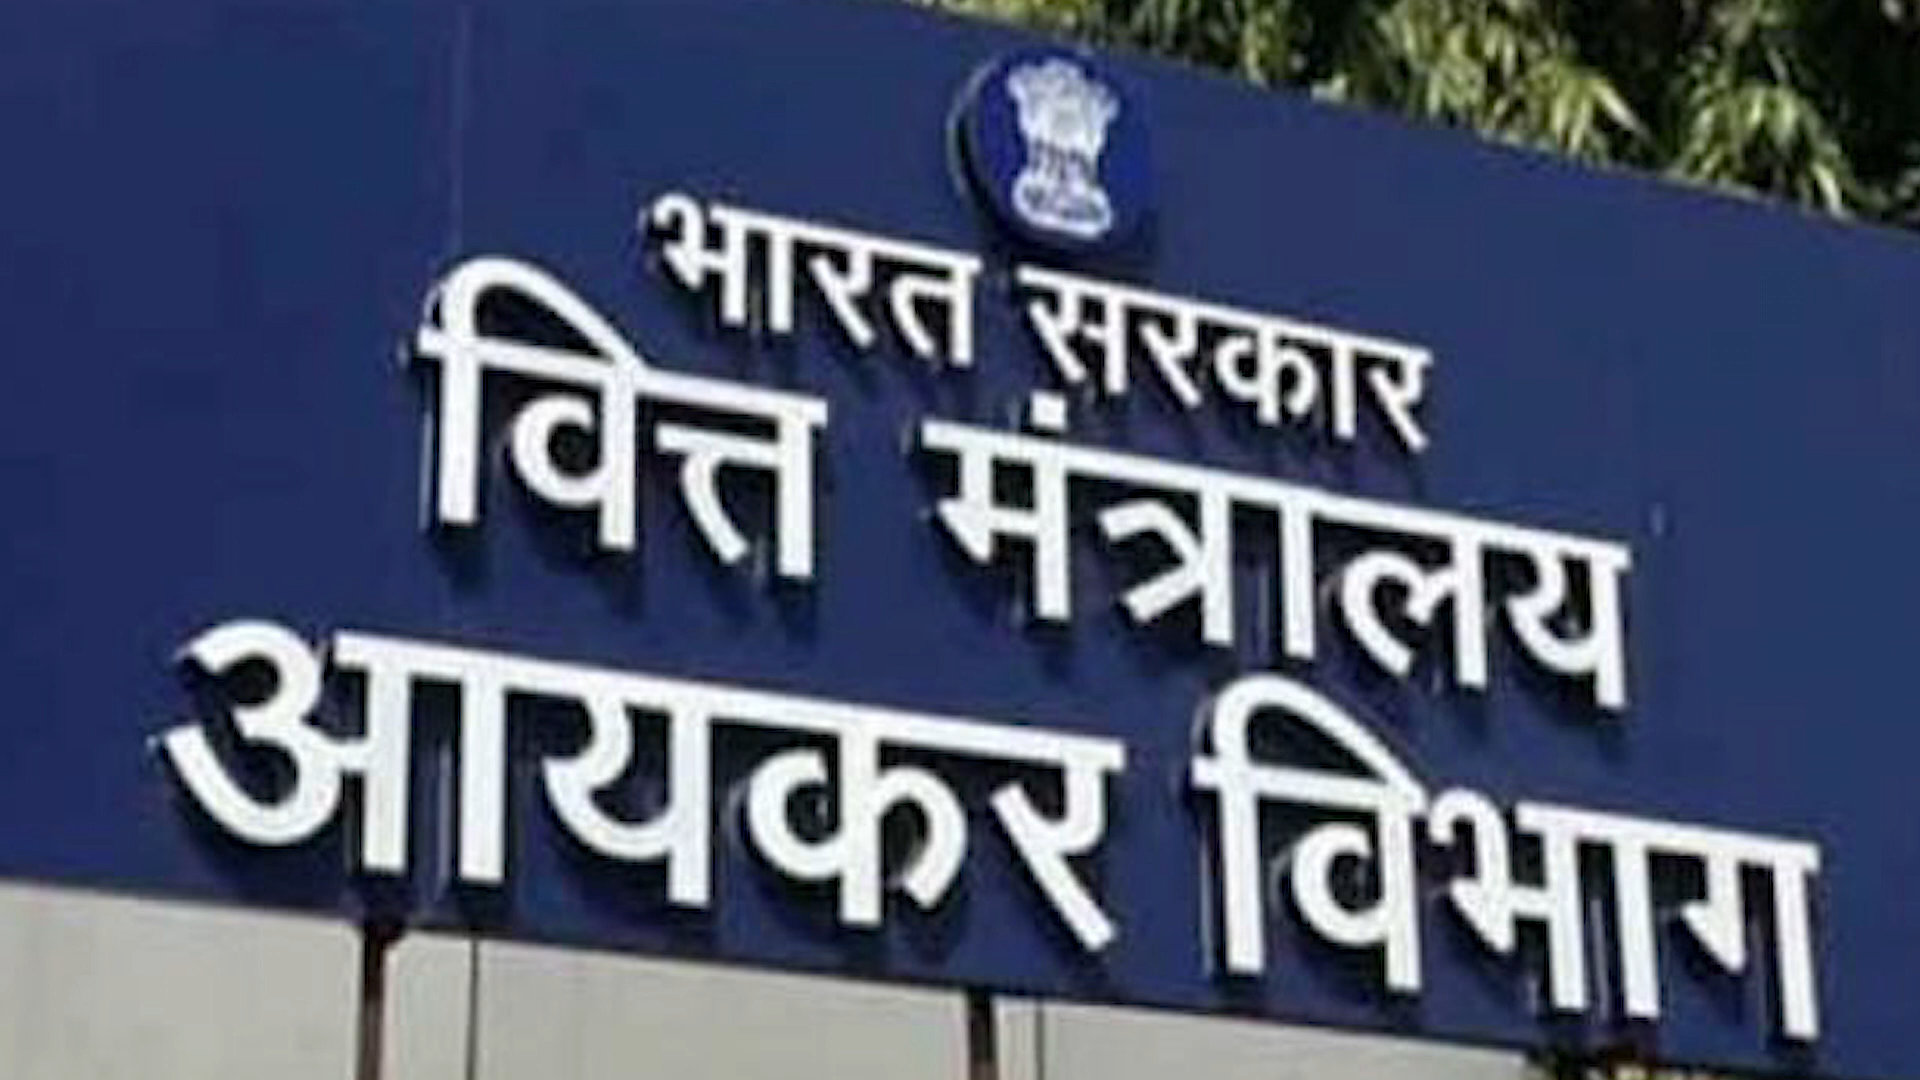 भारत सरकार
वित्त मंत्रालय
आयकर विभाग